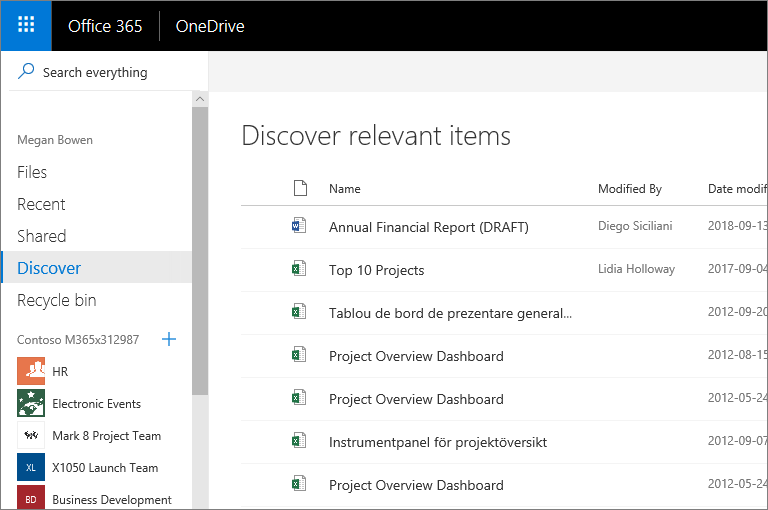 Office 365 OneDrive
Search everything
Megan Bowen
Files
Recent
Shared
Discover
Recycle bin
Contoso M365x312987
HR
Electronic Events
Mark 8 Project Team
XL X1050 Launch Team
BD Business Development
Discover relevant items
Name Modified By Date modif
Annual Financial Report (DRAFT) Diego Siciliani 2018-09-13
Top 10 Projects Lidia Holloway 2017-09-04
Tablou de bord de prezentare general... 2012-09-20
Project Overview Dashboard 2012-08-15
Project Overview Dashboard 2012-05-24
Instrumentpanel för projektöversikt 2012-09-07
Project Overview Dashboard 2012-05-24